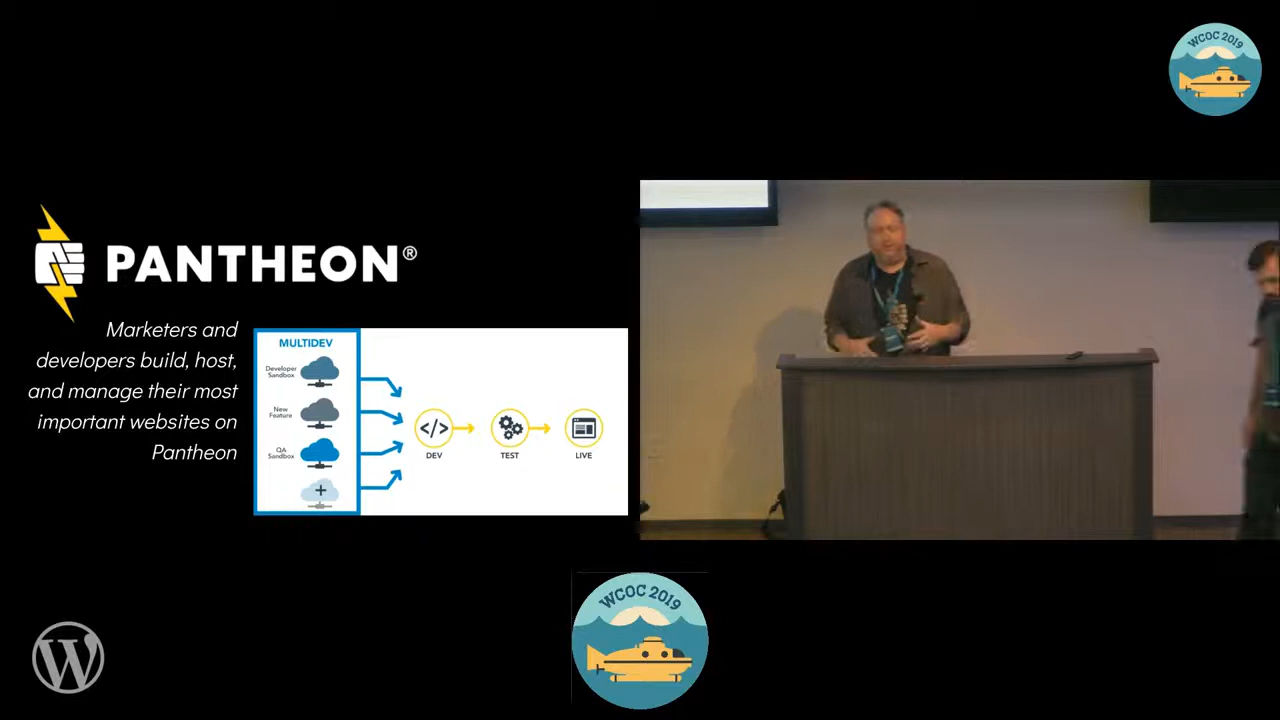 WCOC 2019
PANTHEON®
Marketers and
developers build, host,
and manage their most
important websites on
Pantheon
MULTIDEV
Developer
Sandbox
New
Feature
QA
Sandbox
DEV
TEST
LIVE
WCOC 2019